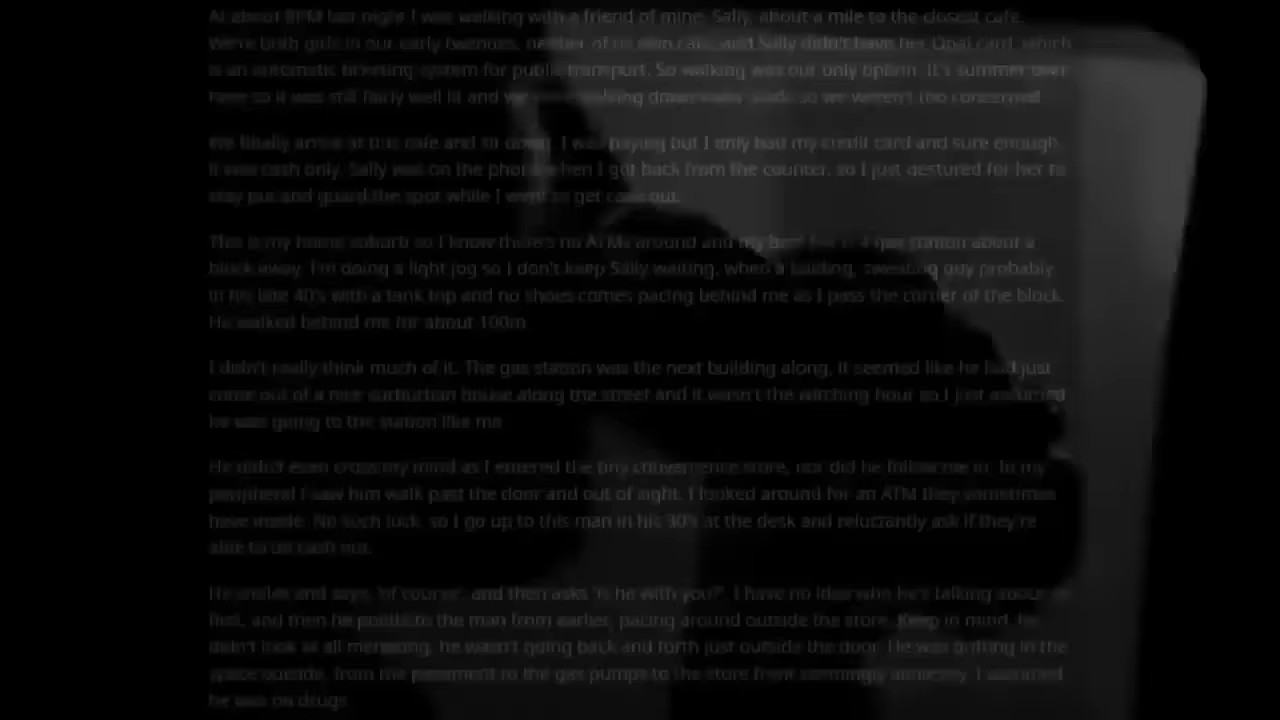 At about 8PM last night I was walking with a friend of mine, Sally, about a mile to the closest cafe.
We're both girls in our early twenties, neither of us own cars, and Sally didn't have her Opal card, which
is an automatic ticketing system for public transport. So walking was our only option. It's summer over
here so it was still fairly well lit and we were walking down main roads so we weren't too concerned.
We finally arrive at this cafe and sit down. I was paying but I only had my credit card and sure enough,
it was cash only. Sally was on the phone when I got back from the counter, so I just gestured for her to
stay put and guard the spot while I went to get cash out.
This is my home suburb so I know there's no ATMs around and my best bet is a gas station about a
block away. I'm doing a light jog so I don't keep Sally waiting, when a balding, sweating guy probably
in his late 40's with a tank top and no shoes comes pacing behind me as I pass the corner of the block.
He walked behind me for about 100m.
I didn't really think much of it. The gas station was the next building along, it seemed like he had just
come out of a nice surburban house along the street and it wasn't the witching hour so I just assumed
he was going to the station like me.
He didn't even cross my mind as I entered the tiny convenience store, nor did he follow me in. In my
peripheral I saw him walk past the door and out of sight. I looked around for an ATM they sometimes
have inside. No such luck, so I go up to this man in his 30's at the desk and reluctantly ask if they're
able to do cash out.
He smiles and says, 'of course', and then asks 'is he with you?'. I have no idea who he's talking about at
first, and then he points to the man from earlier, pacing around outside the store. Keep in mind, he
didn't look at all menacing, he wasn't going back and forth just outside the door. He was drifting in the
space outside, from the pavement to the gas pumps to the store front seemingly aimlessly. I assumed
he was on drugs.